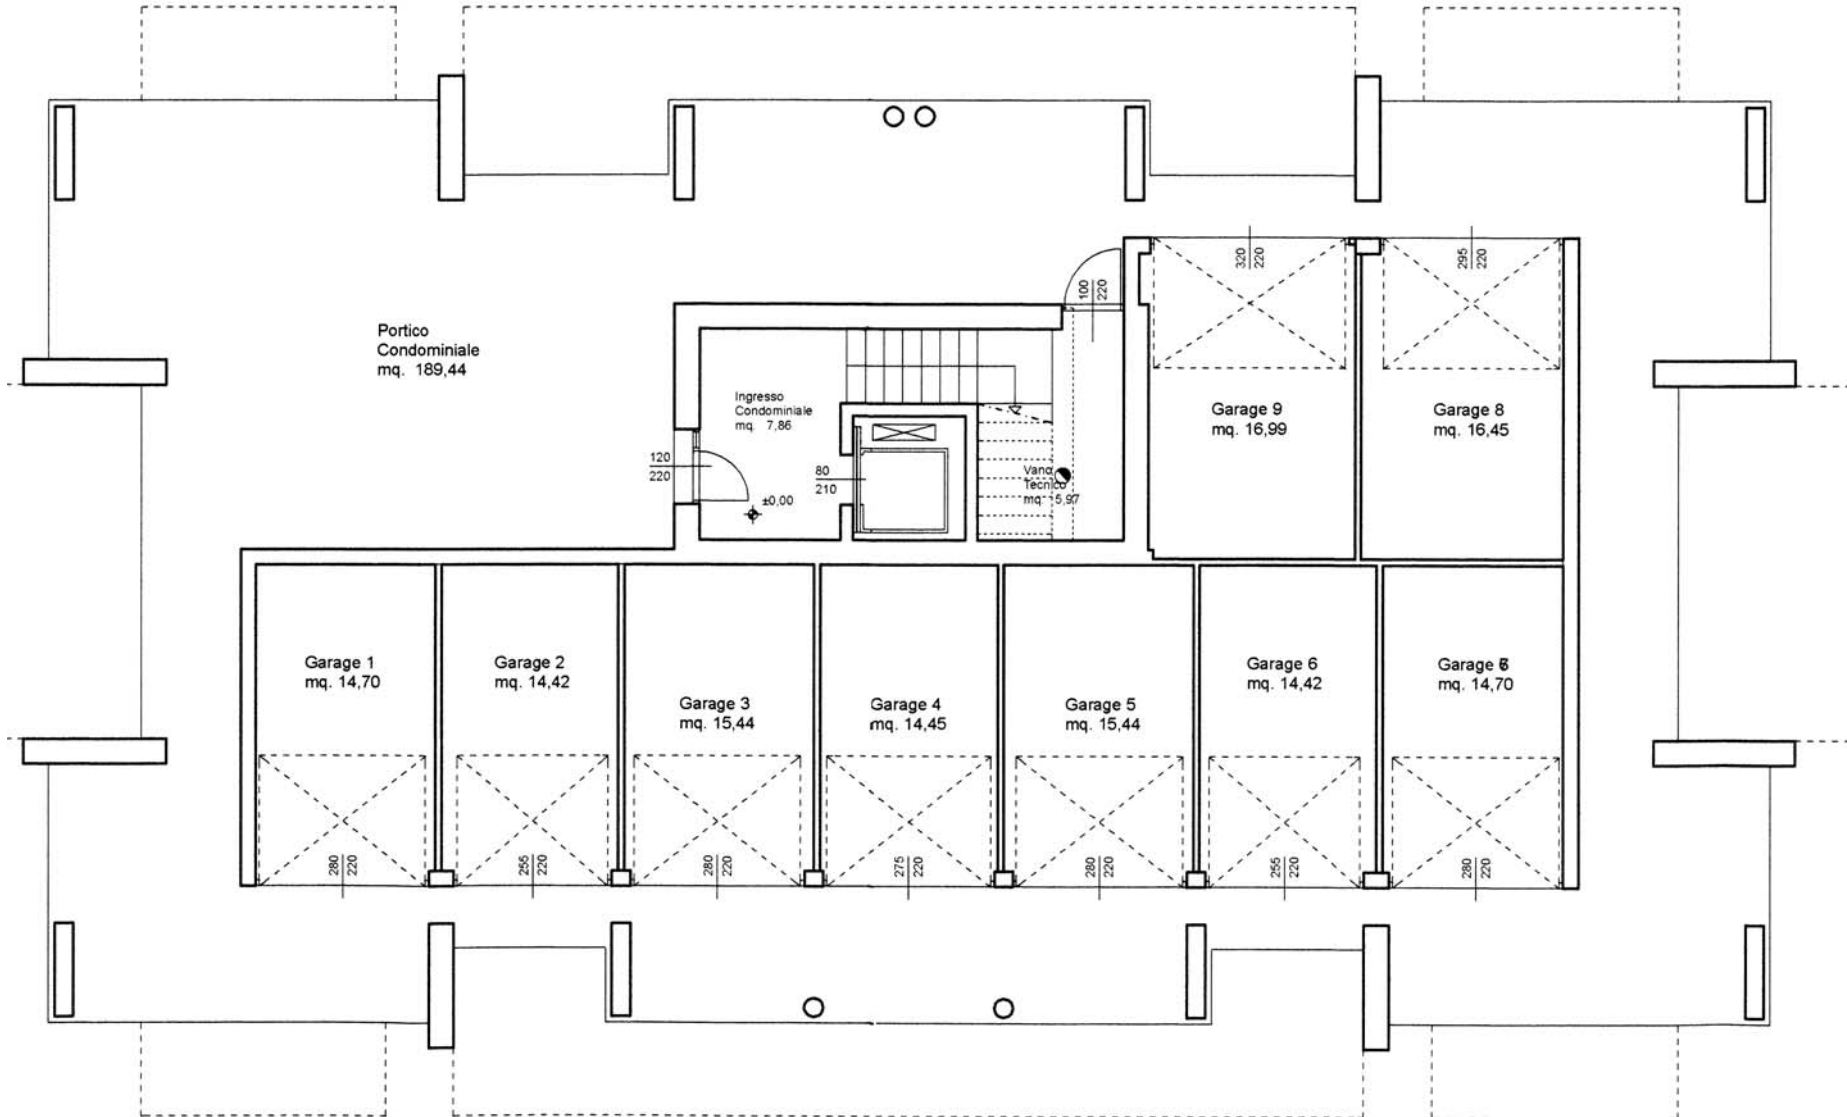 320
220
295
220
100
220
Portico
Condominiale
mq. 189,44
Ingresso
Condominiale
mq. 7,86
Garage 9
mq. 16,99
Garage 8
mq. 16,45
120
220
80
210
±0,00
Vano
Tecnico
mq. 5,97
Garage 1
mq. 14,70
Garage 2
mq. 14,42
Garage 3
mq. 15,44
Garage 4
mq. 14,45
Garage 5
mq. 15,44
Garage 6
mq. 14,42
Garage
mq. 14,70
280
220
255
220
280
220
275
220
280
220
255
220
280
220